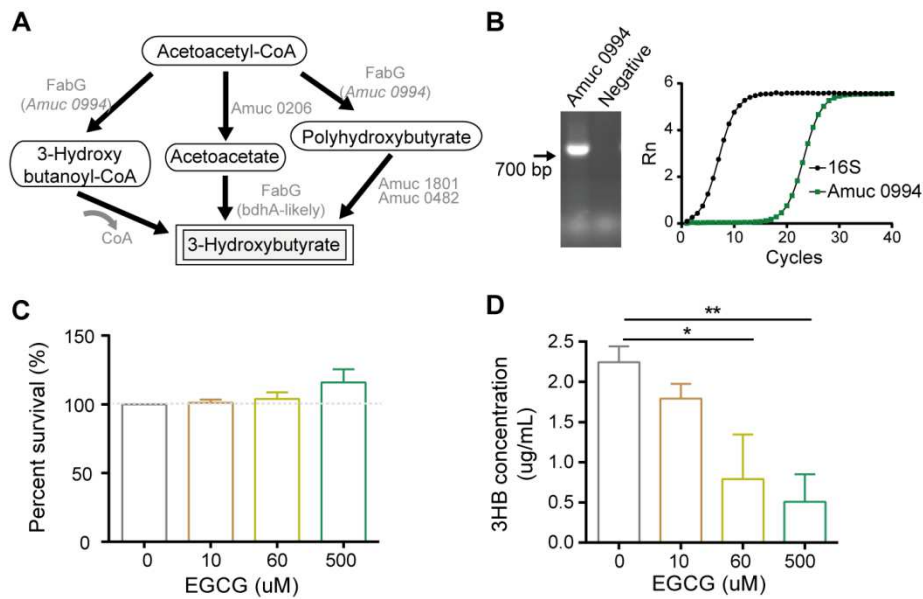 A
Acetoacetyl-CoA
FabG
(Amuc 0994)
Amuc 0206
FabG
(Amuc 0994)
3-Hydroxy
butanoyl-CoA
Acetoacetate
Polyhydroxybutyrate
CoA
FabG
(bdhA-likely)
Amuc 1801
Amuc 0482
3-Hydroxybutyrate
B
Amuc 0994
Negative
700 bp
6
4
2
0
Rn
0 10 20 30 40
Cycles
16S
Amuc 0994
C
150
100
50
0
Percent survival (%)
0 10 60 500
EGCG (uM)
D
**
*
2.5
2.0
1.5
1.0
0.5
0.0
3HB concentration
(ug/mL)
0 10 60 500
EGCG (uM)